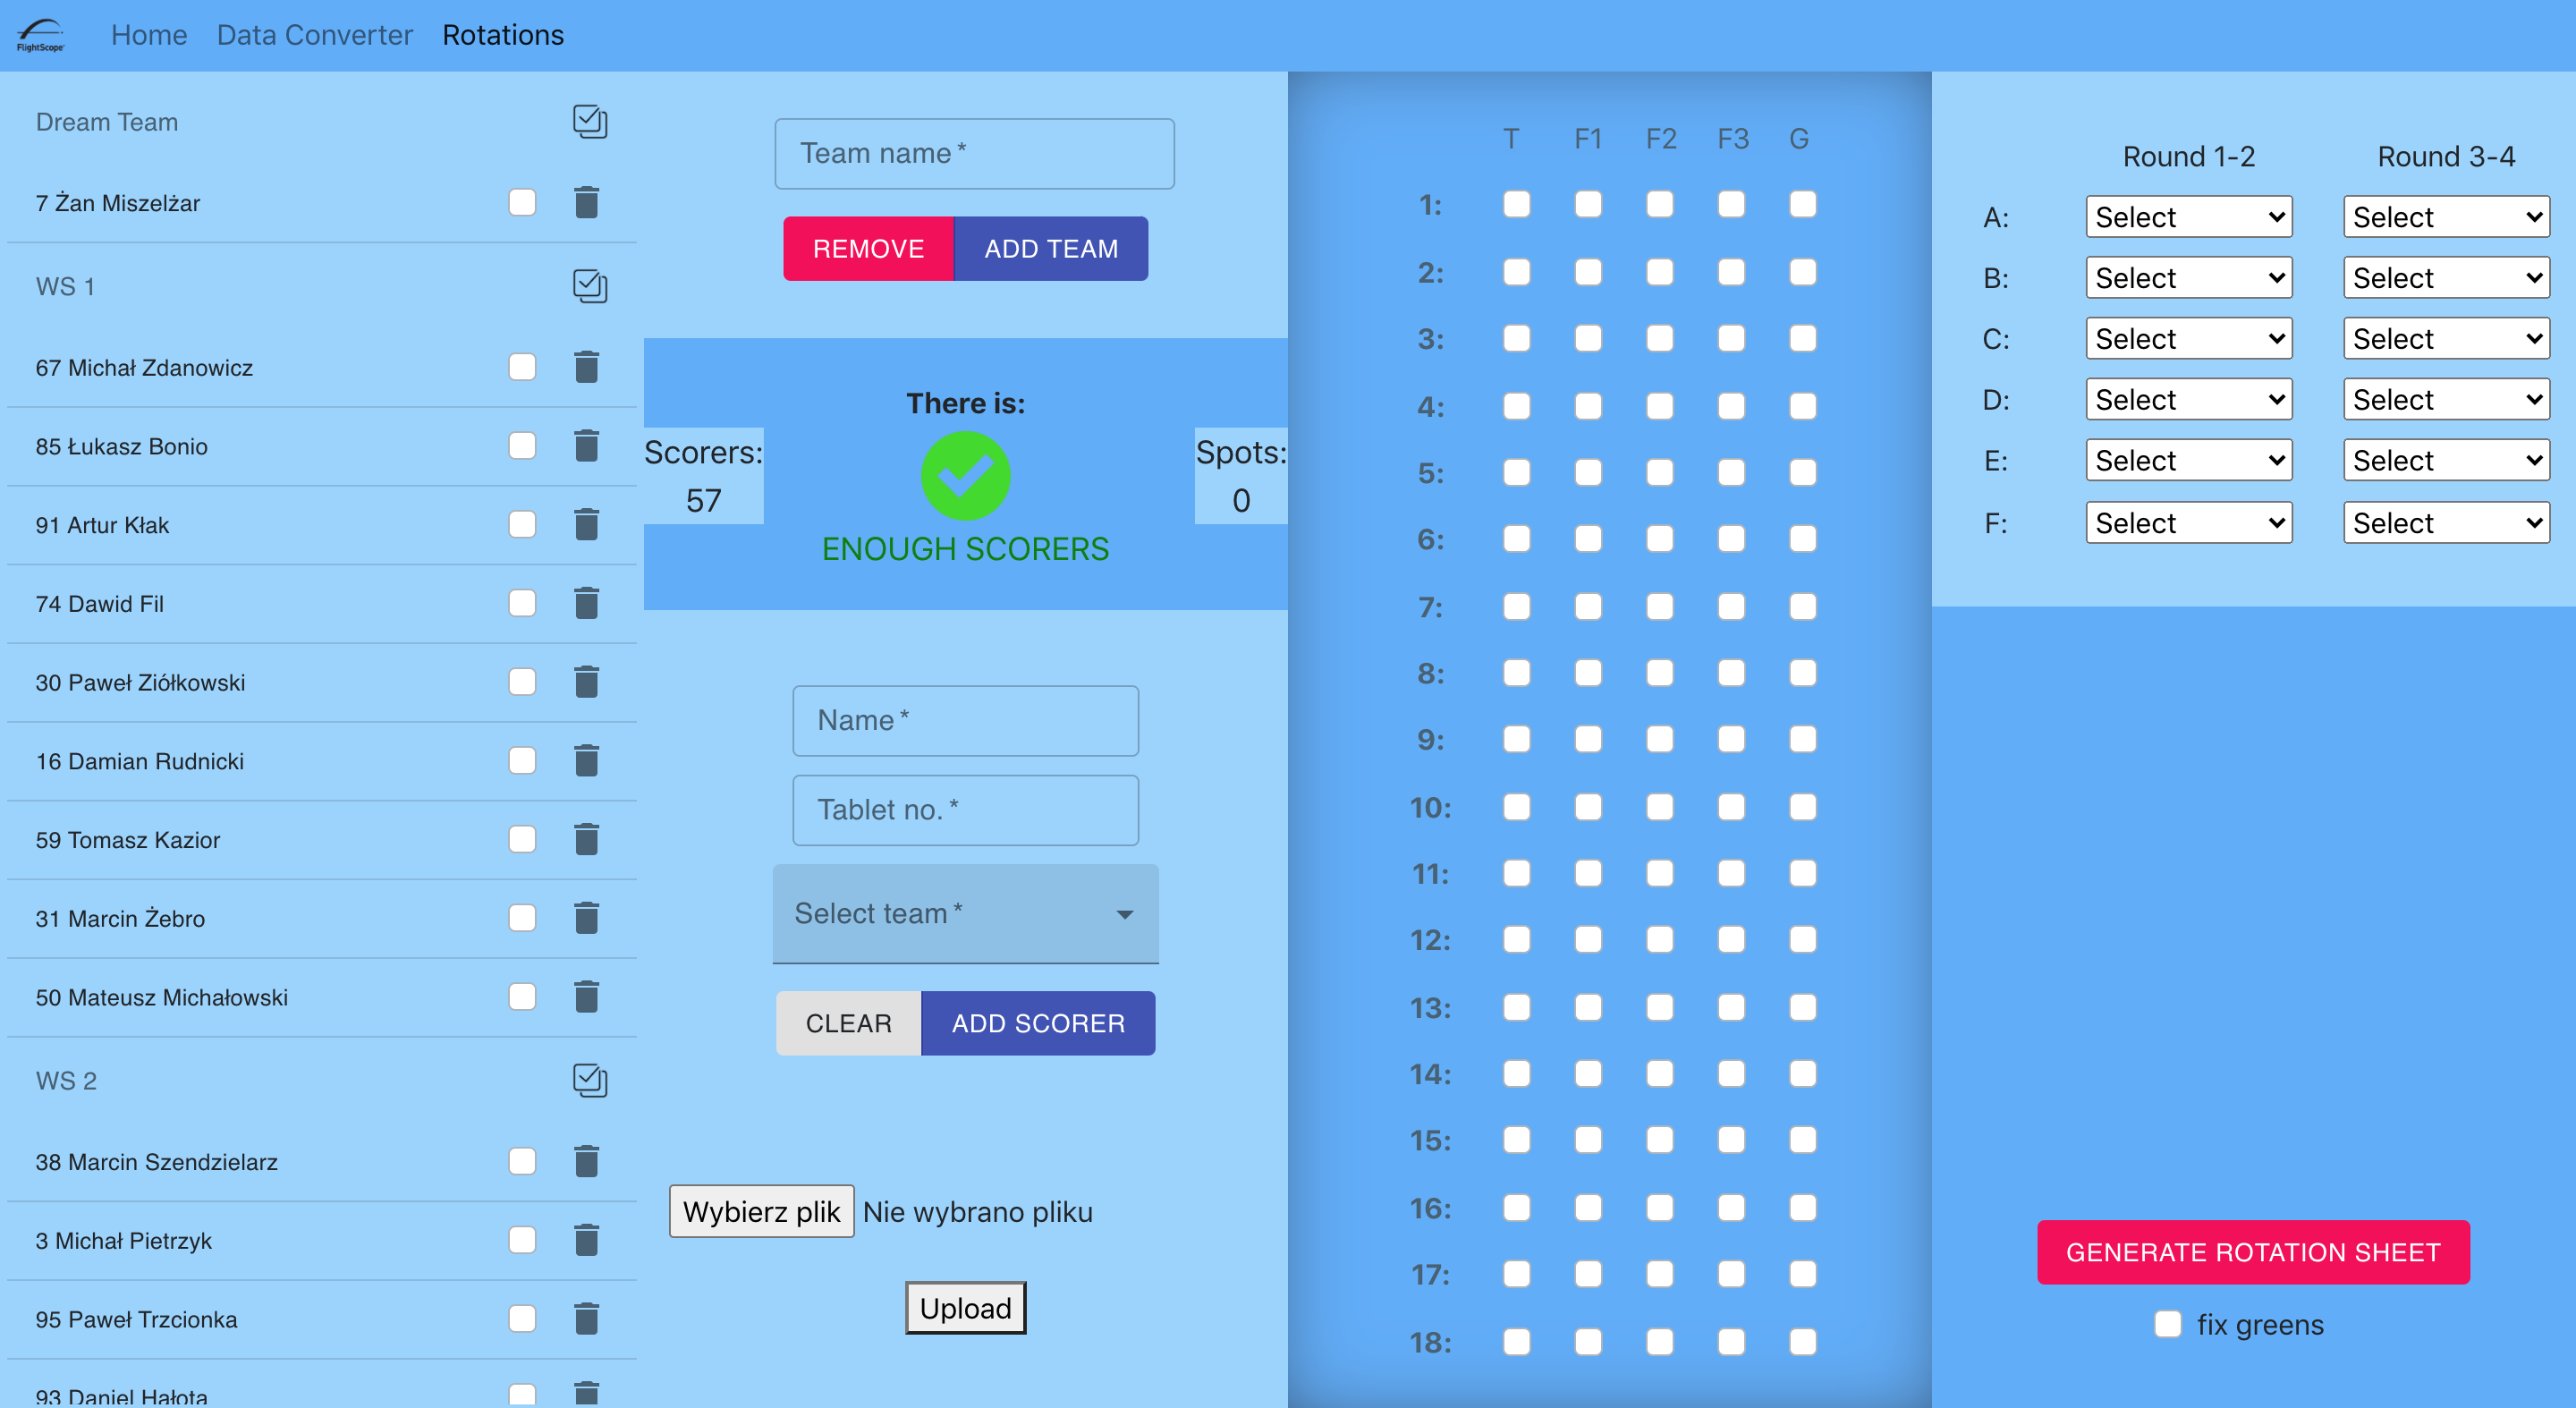 FlightScope
Home Data Converter Rotations
Dream Team
7 Żan Miszelżar
WS 1
67 Michał Zdanowicz
85 Łukasz Bonio
91 Artur Kłak
74 Dawid Fil
30 Paweł Ziółkowski
16 Damian Rudnicki
59 Tomasz Kazior
31 Marcin Żebro
50 Mateusz Michałowski
WS 2
38 Marcin Szendzielarz
3 Michał Pietrzyk
95 Paweł Trzcionka
93 Daniel Hałota
Team name *
REMOVE ADD TEAM
There is:
Scorers:
57
ENOUGH SCORERS
Spots:
0
Name *
Tablet no. *
Select team *
CLEAR ADD SCORER
Wybierz plik Nie wybrano pliku
Upload
T F1 F2 F3 G
1:
2:
3:
4:
5:
6:
7:
8:
9:
10:
11:
12:
13:
14:
15:
16:
17:
18:
Round 1-2 Round 3-4
A: Select Select
B: Select Select
C: Select Select
D: Select Select
E: Select Select
F: Select Select
GENERATE ROTATION SHEET
fix greens